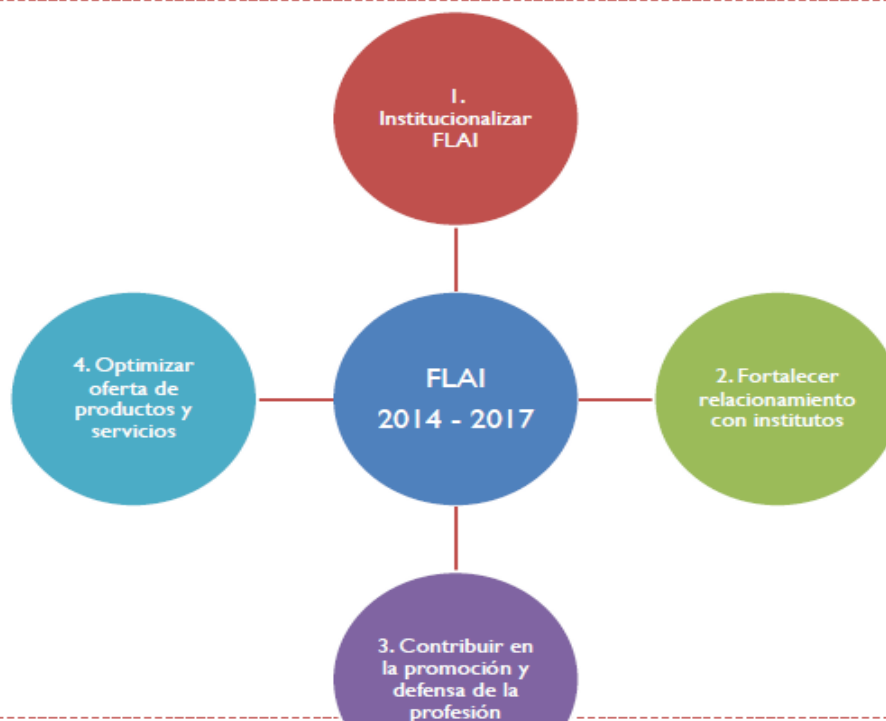 1.
Institucionalizar
FLAI
4. Optimizar
oferta de
productos y
servicios
FLAI
2014 - 2017
2. Fortalecer
relacionamiento
con institutos
3. Contribuir en
la promoción y
defensa de la
profesión